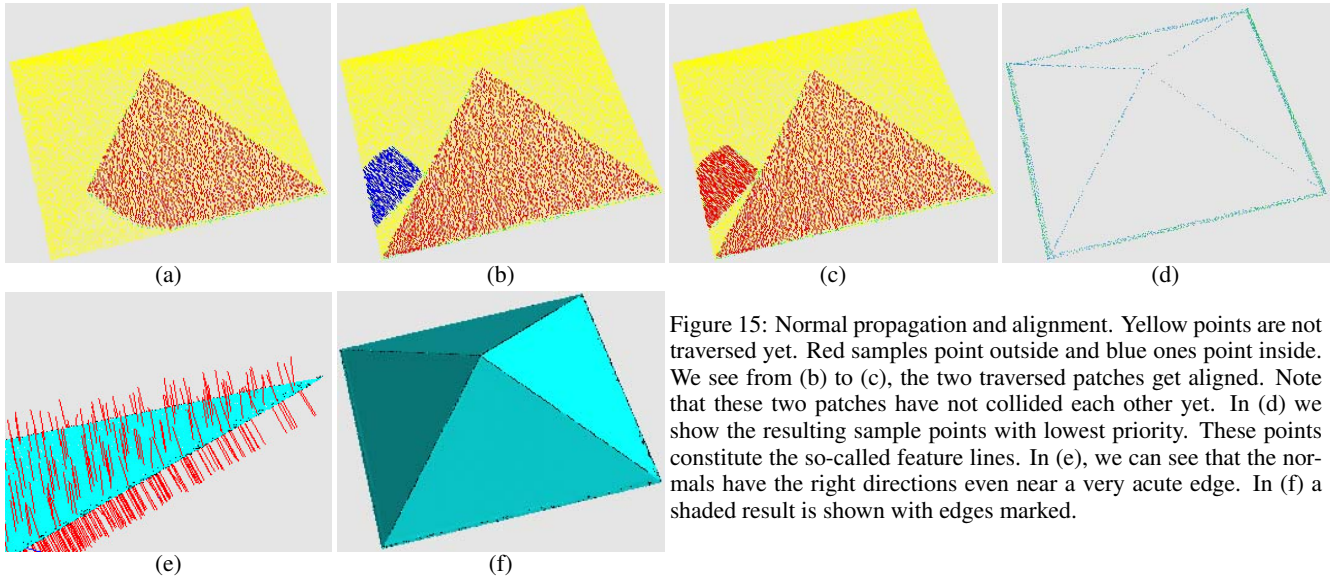 (a)
(b)
(c)
(d)
(e)
(f)
Figure 15: Normal propagation and alignment. Yellow points are not
traversed yet. Red samples point outside and blue ones point inside.
We see from (b) to (c), the two traversed patches get aligned. Note
that these two patches have not collided each other yet. In (d) we
show the resulting sample points with lowest priority. These points
constitute the so-called feature lines. In (e), we can see that the nor-
mals have the right directions even near a very acute edge. In (f) a
shaded result is shown with edges marked.